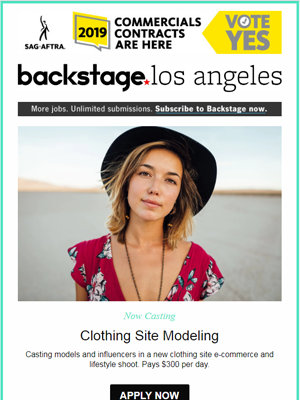 SAG·AFTRA.
2019
COMMERCIALS
CONTRACTS
ARE HERE
VOTE
YES
backstage.los angeles
More jobs. Unlimited submissions. Subscribe to Backstage now.
Now Casting
Clothing Site Modeling
Casting models and influencers in a new clothing site e-commerce and
lifestyle shoot. Pays $300 per day.
APPLY NOW